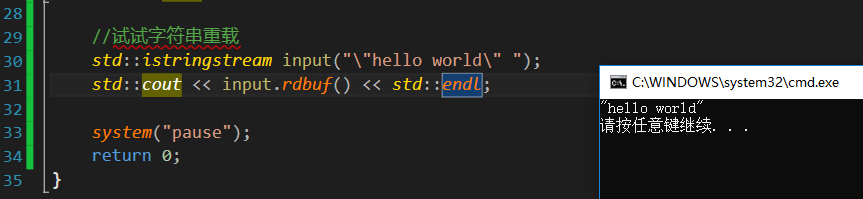 28
29 //试试字符串重载
30 std::istringstream input("\"hello world\" ");
31 std::cout << input.rdbuf() << std::endl;
32
33 system("pause");
34 return 0;
35 }
C:\WINDOWS\system32\cmd.exe
"hello world"
请按任意键继续. . .